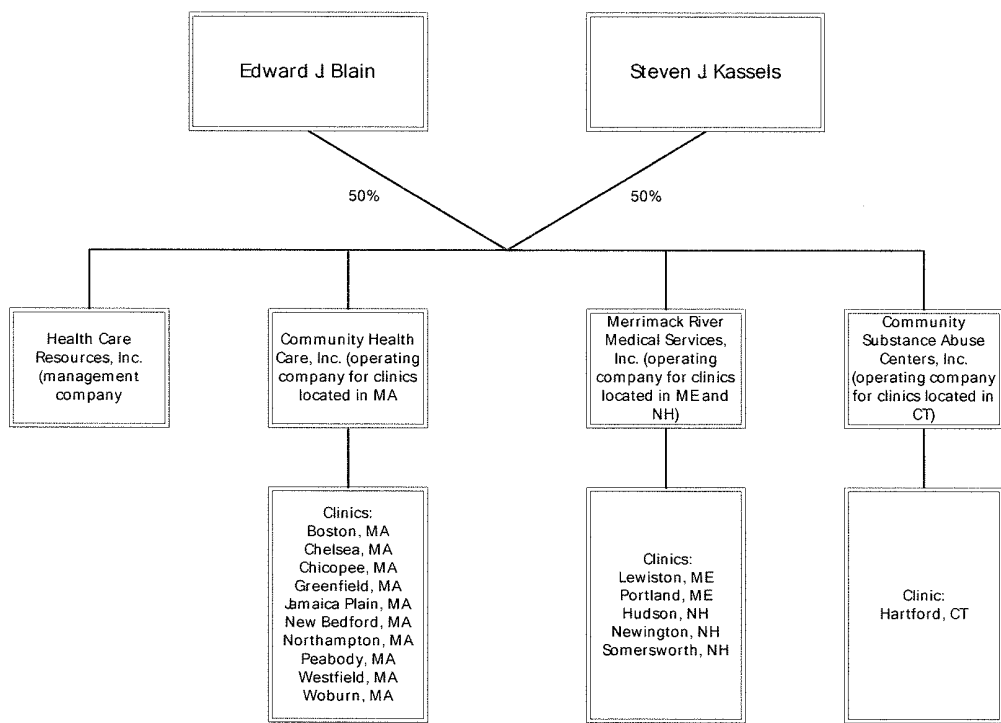 Edward J. Blain
Steven J. Kassels
50%
50%
Health Care
Resources, Inc.
(management
company
Community Health
Care, Inc. (operating
company for clinics
located in MA
Merrimack River
Medical Services,
Inc. (operating
company for clinics
located in ME and
NH)
Community
Substance Abuse
Centers, Inc.
(operating company
for clinics located in
CT)
Clinics:
Boston, MA
Chelsea, MA
Chicopee, MA
Greenfield, MA
Jamaica Plain, MA
New Bedford, MA
Northampton, MA
Peabody, MA
Westfield, MA
Woburn, MA
Clinics:
Lewiston, ME
Portland, ME
Hudson, NH
Newington, NH
Somersworth, NH
Clinic:
Hartford, CT